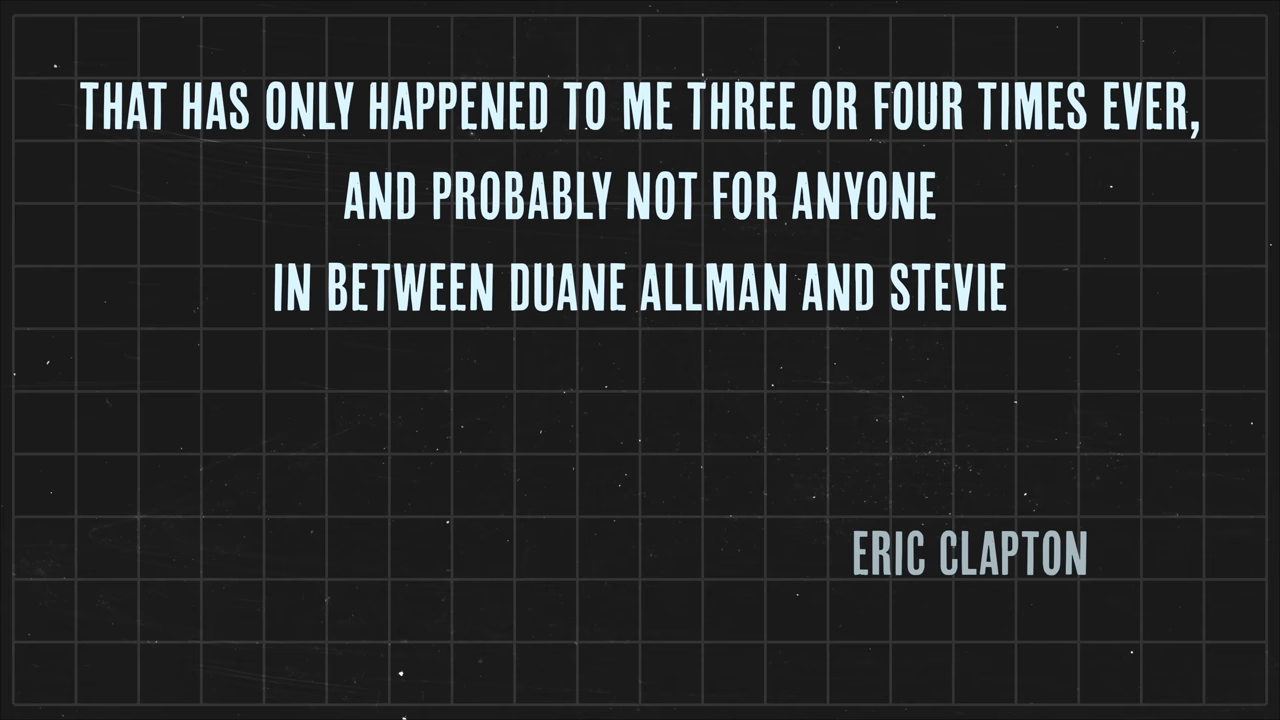 THAT HAS ONLY HAPPENED TO ME THREE OR FOUR TIMES EVER,
AND PROBABLY NOT FOR ANYONE
IN BETWEEN DUANE ALLMAN AND STEVIE
ERIC CLAPTON